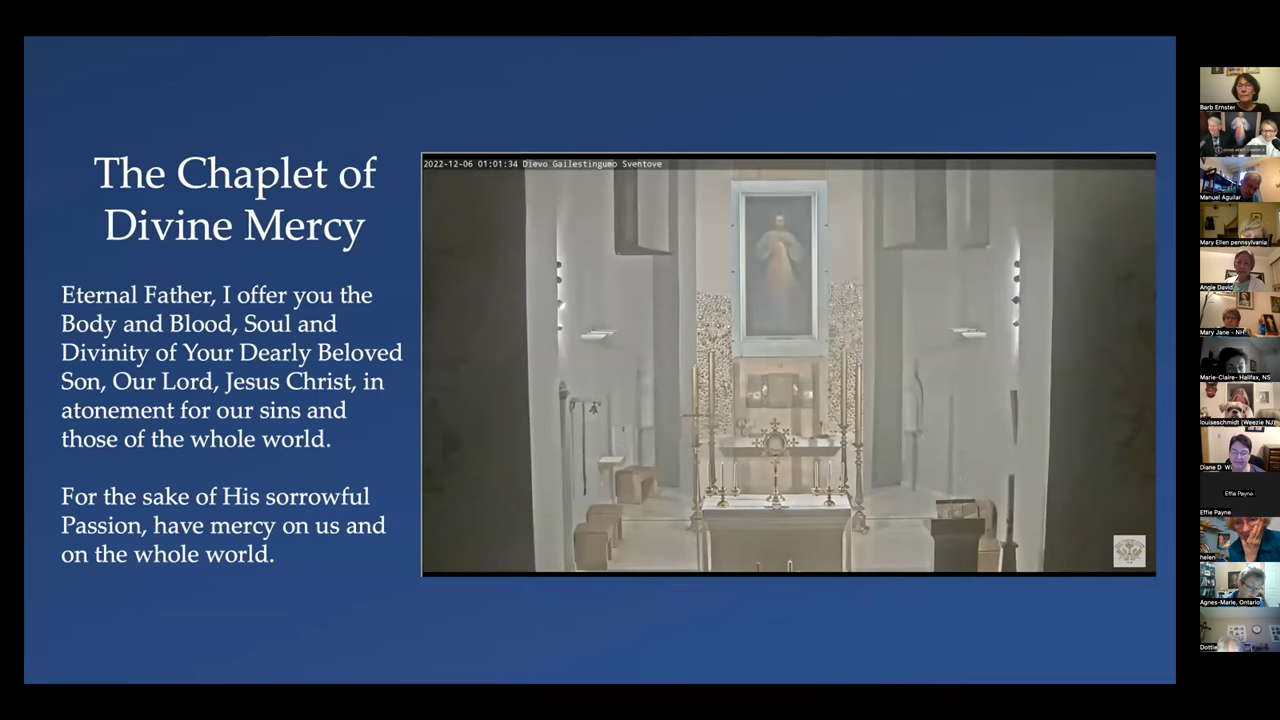 The Chaplet of
Divine Mercy
Eternal Father, I offer you the
Body and Blood, Soul and
Divinity of Your Dearly Beloved
Son, Our Lord, Jesus Christ, in
atonement for our sins and
those of the whole world.
For the sake of His sorrowful
Passion, have mercy on us and
on the whole world.
2022-12-06 01:01:34 Dievo Gailestingumo Sventove
Barb Ernster
Manuel Aguilar
Mary Ellen pennsylvania
Angie David
Mary Jane - NH
Marie-Claire- Halifax, NS
louiseschmidt (Weezie NJ)
Diane D Wi
Effie Payne
Effie Payne
helen
Agnes-Marie, Ontario
Dottie